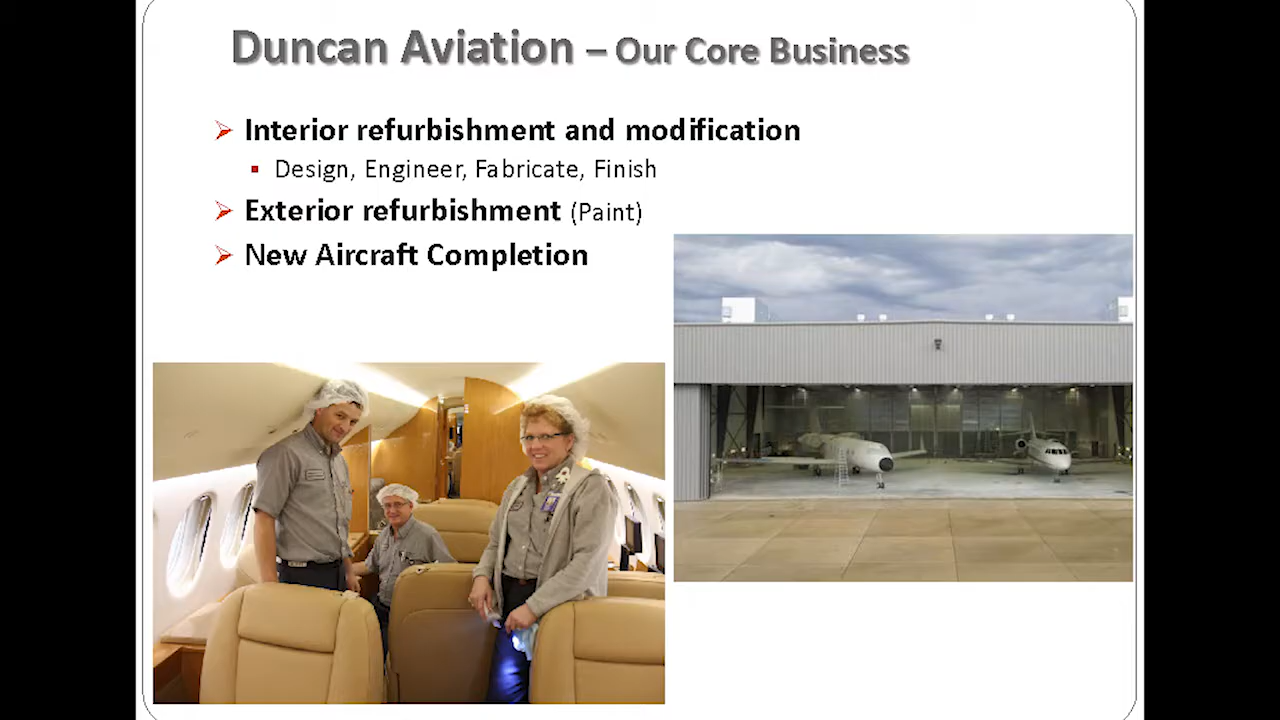 Duncan Aviation – Our Core Business
Interior refurbishment and modification
Design, Engineer, Fabricate, Finish
Exterior refurbishment (Paint)
New Aircraft Completion